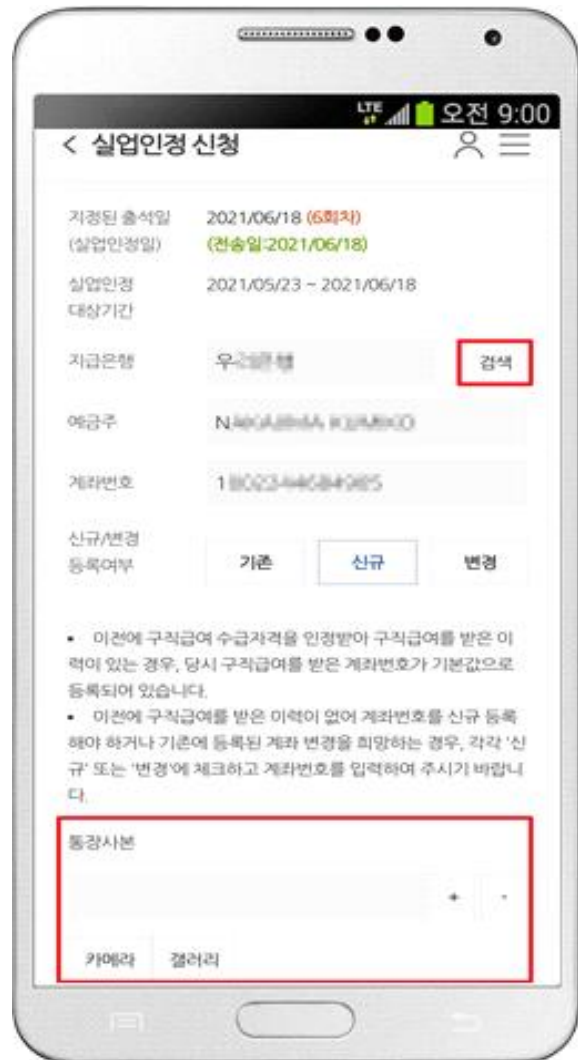 LTE 오전 9:00
< 실업인정 신청
지정된 출석일 2021/06/18 (6회차)
(실업인정일) (전송일:2021/06/18)
실업인정 2021/05/23 ~ 2021/06/18
대상기간
지급은행 검색
예금주
계좌번호
신규/변경
등록여부 기존 신규 변경
• 이전에 구직급여 수급자격을 인정받아 구직급여를 받은 이
력이 있는 경우, 당시 구직급여를 받은 계좌번호가 기본값으로
등록되어 있습니다.
• 이전에 구직급여를 받은 이력이 없어 계좌번호를 신규 등록
해야 하거나 기존에 등록된 계좌 변경을 희망하는 경우, 각각 '신
규' 또는 '변경'에 체크하고 계좌번호를 입력하여 주시기 바랍니
다.
통장사본
+ -
카메라 갤러리